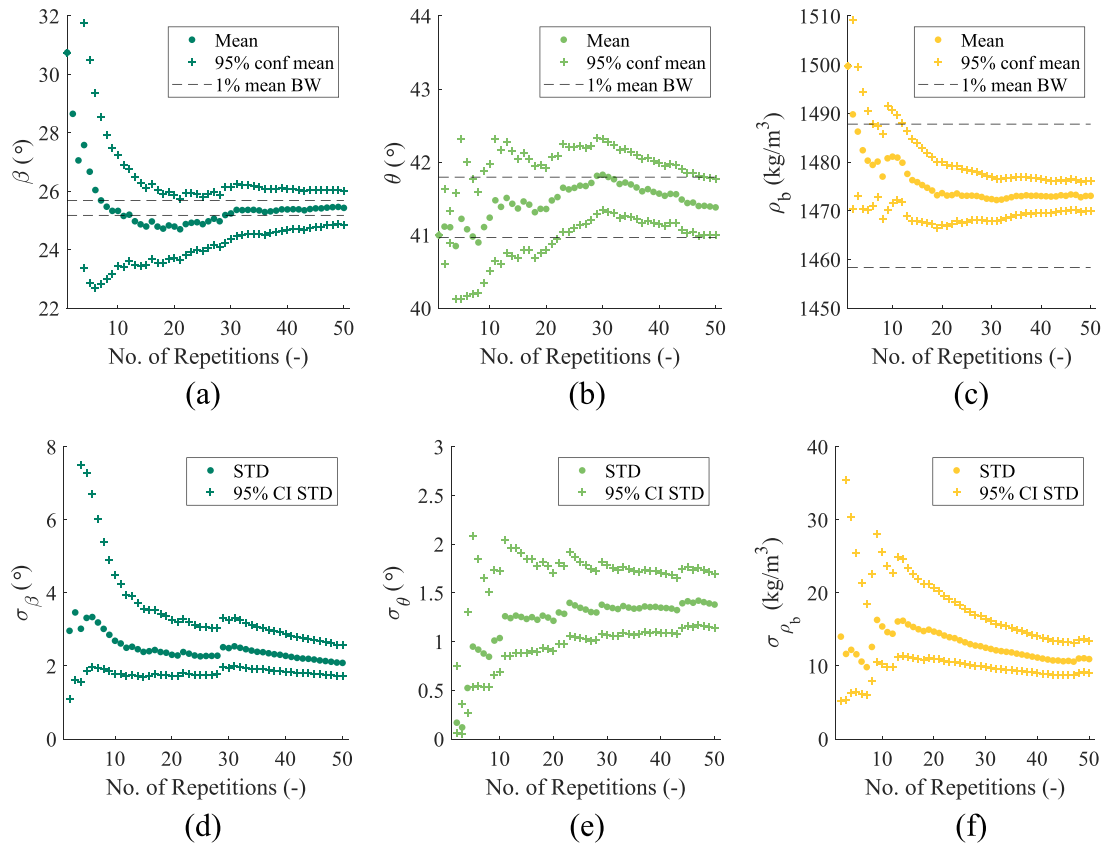 32
30
28
26
24
22
β (°)
10 20 30 40 50
No. of Repetitions (-)
Mean
95% conf mean
1% mean BW
(a)
44
43
42
41
40
θ (°)
10 20 30 40 50
No. of Repetitions (-)
Mean
95% conf mean
1% mean BW
(b)
1510
1500
1490
1480
1470
1460
1450
ρb (kg/m³)
10 20 30 40 50
No. of Repetitions (-)
Mean
95% conf mean
1% mean BW
(c)
8
6
4
2
0
σβ (°)
10 20 30 40 50
No. of Repetitions (-)
STD
95% CI STD
(d)
3
2.5
2
1.5
1
0.5
0
σθ (°)
10 20 30 40 50
No. of Repetitions (-)
STD
95% CI STD
(e)
40
30
20
10
0
σρb (kg/m³)
10 20 30 40 50
No. of Repetitions (-)
STD
95% CI STD
(f)